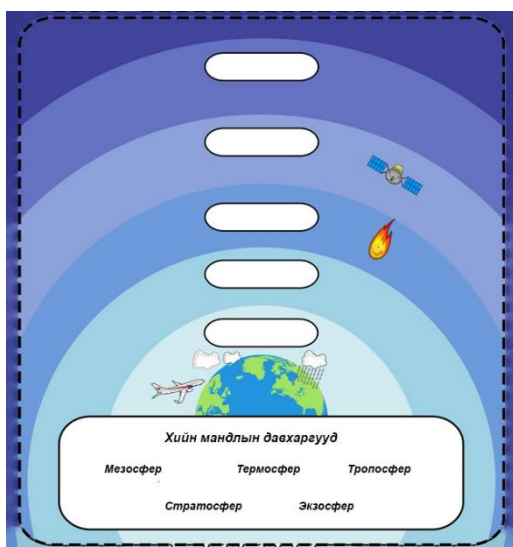 Хийн мандлын давхаргууд
Мезосфер Термосфер Тропосфер
Стратосфер Экзосфер